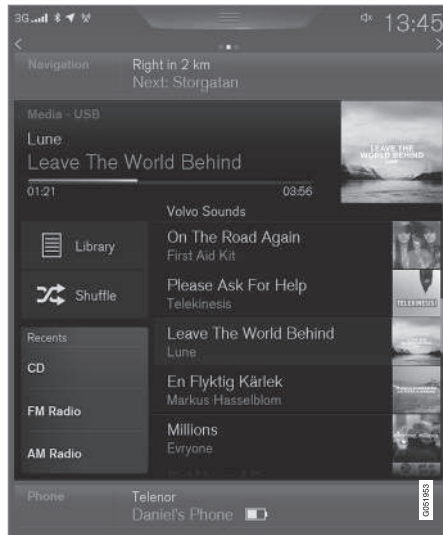 3G 13:45
Navigation
Right in 2 km
Next: Storgatan
Media - USB
Lune
Leave The World Behind
01:21 03:56
LEAVE THE
WORLD BEHIND
Volvo Sounds
Library
Shuffle
On The Road Again
First Aid Kit
Please Ask For Help
Telekinesis
TELEKINESIS!
Leave The World Behind
Lune
En Flyktig Kärlek
Markus Hasselblom
Millions
Evryone
Recents
CD
FM Radio
AM Radio
Phone
Telenor
Daniel's Phone
G051953